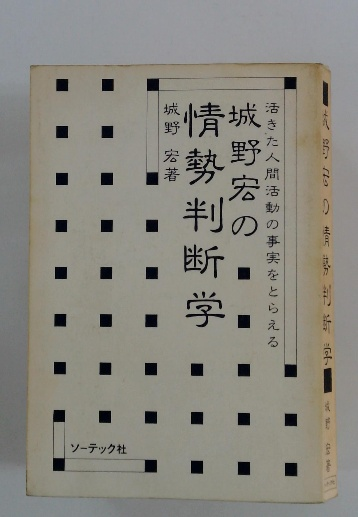 活きた人間活動の事実をとらえる
城野宏の
情勢判断学
城野 宏著
ソーテック社
城野宏の情勢判断学
城野 宏著